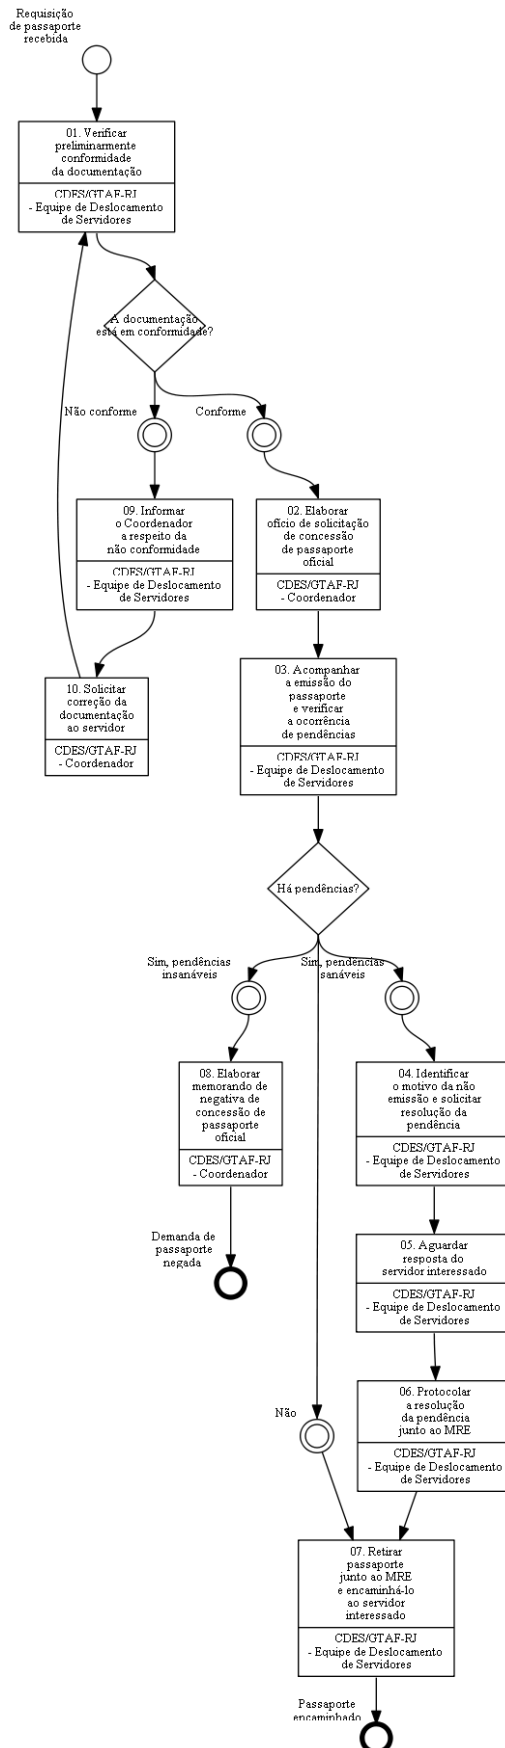 Requisição
de passaporte
recebida
01. Verificar
preliminarmente
conformidade
da documentação
CDES/GTAF-RJ
- Equipe de Deslocamento
de Servidores
A documentação
está em conformidade?
Não conforme
Conforme
09. Informar
o Coordenador
a respeito da
não conformidade
CDES/GTAF-RJ
- Equipe de Deslocamento
de Servidores
02. Elaborar
ofício de solicitação
de concessão
de passaporte
oficial
CDES/GTAF-RJ
- Coordenador
10. Solicitar
correção da
documentação
ao servidor
CDES/GTAF-RJ
- Coordenador
03. Acompanhar
a emissão do
passaporte
e verificar
a ocorrência
de pendências
CDES/GTAF-RJ
- Equipe de Deslocamento
de Servidores
Há pendências?
Sim, pendências
insanáveis
Sim, pendências
sanáveis
08. Elaborar
memorando de
negativa de
concessão de
passaporte
oficial
CDES/GTAF-RJ
- Coordenador
04. Identificar
o motivo da não
emissão e solicitar
resolução da
pendência
CDES/GTAF-RJ
- Equipe de Deslocamento
de Servidores
Demanda de
passaporte
negada
05. Aguardar
resposta do
servidor interessado
CDES/GTAF-RJ
- Equipe de Deslocamento
de Servidores
06. Protocolar
a resolução
da pendência
junto ao MRE
CDES/GTAF-RJ
- Equipe de Deslocamento
de Servidores
Não
07. Retirar
passaporte
junto ao MRE
e encaminhá-lo
ao servidor
interessado
CDES/GTAF-RJ
- Equipe de Deslocamento
de Servidores
Passaporte
encaminhado